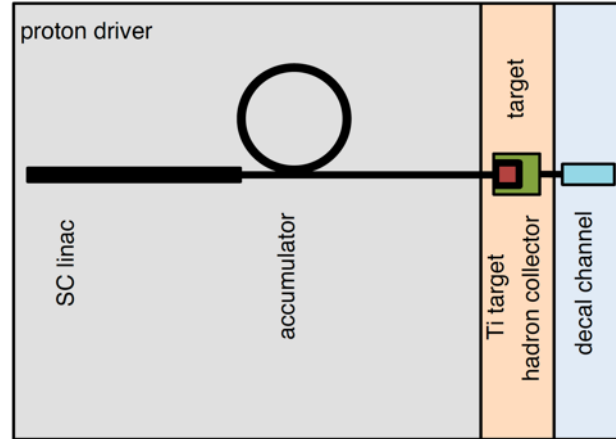 proton driver
target
SC linac
accumulator
Ti target
hadron collector
decal channel